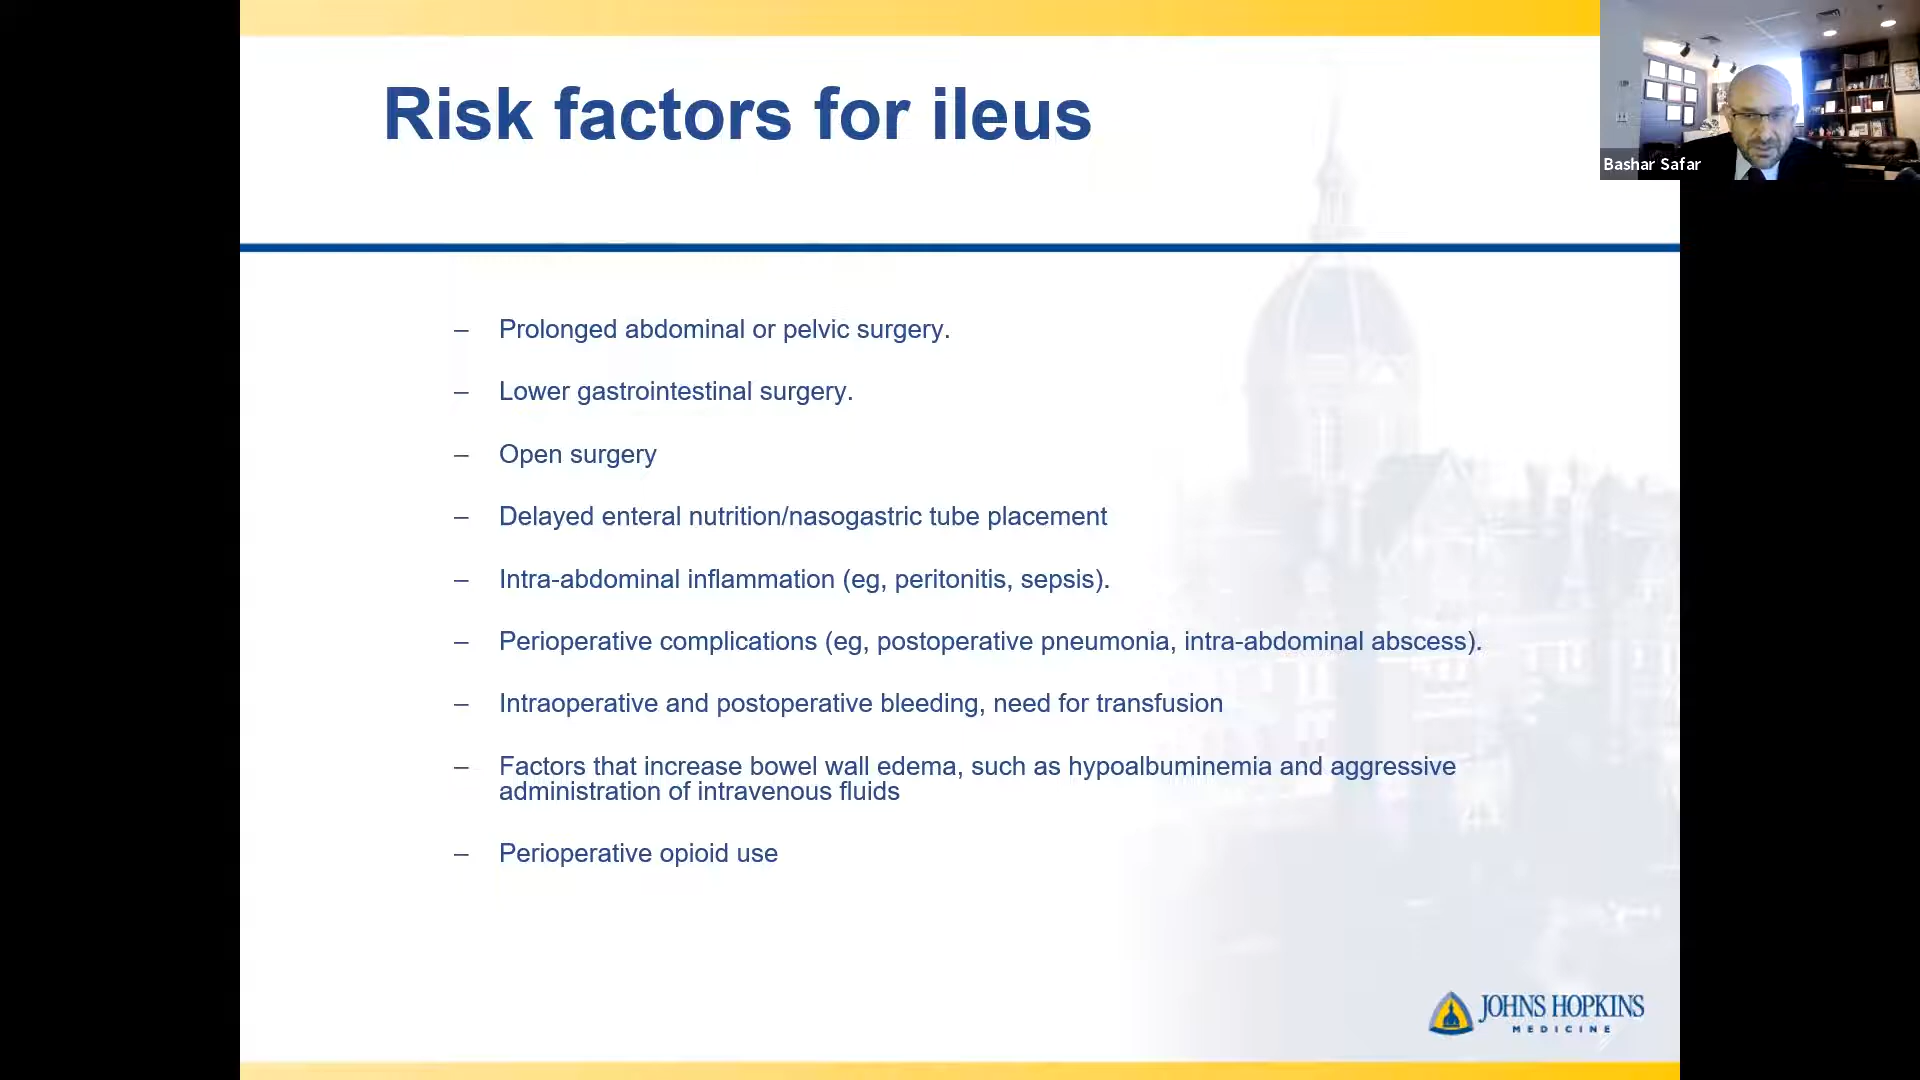 Risk factors for ileus
Bashar Safar
– Prolonged abdominal or pelvic surgery.
– Lower gastrointestinal surgery.
– Open surgery
– Delayed enteral nutrition/nasogastric tube placement
– Intra-abdominal inflammation (eg, peritonitis, sepsis).
– Perioperative complications (eg, postoperative pneumonia, intra-abdominal abscess).
– Intraoperative and postoperative bleeding, need for transfusion
– Factors that increase bowel wall edema, such as hypoalbuminemia and aggressive
administration of intravenous fluids
– Perioperative opioid use
JOHNS HOPKINS
MEDICINE